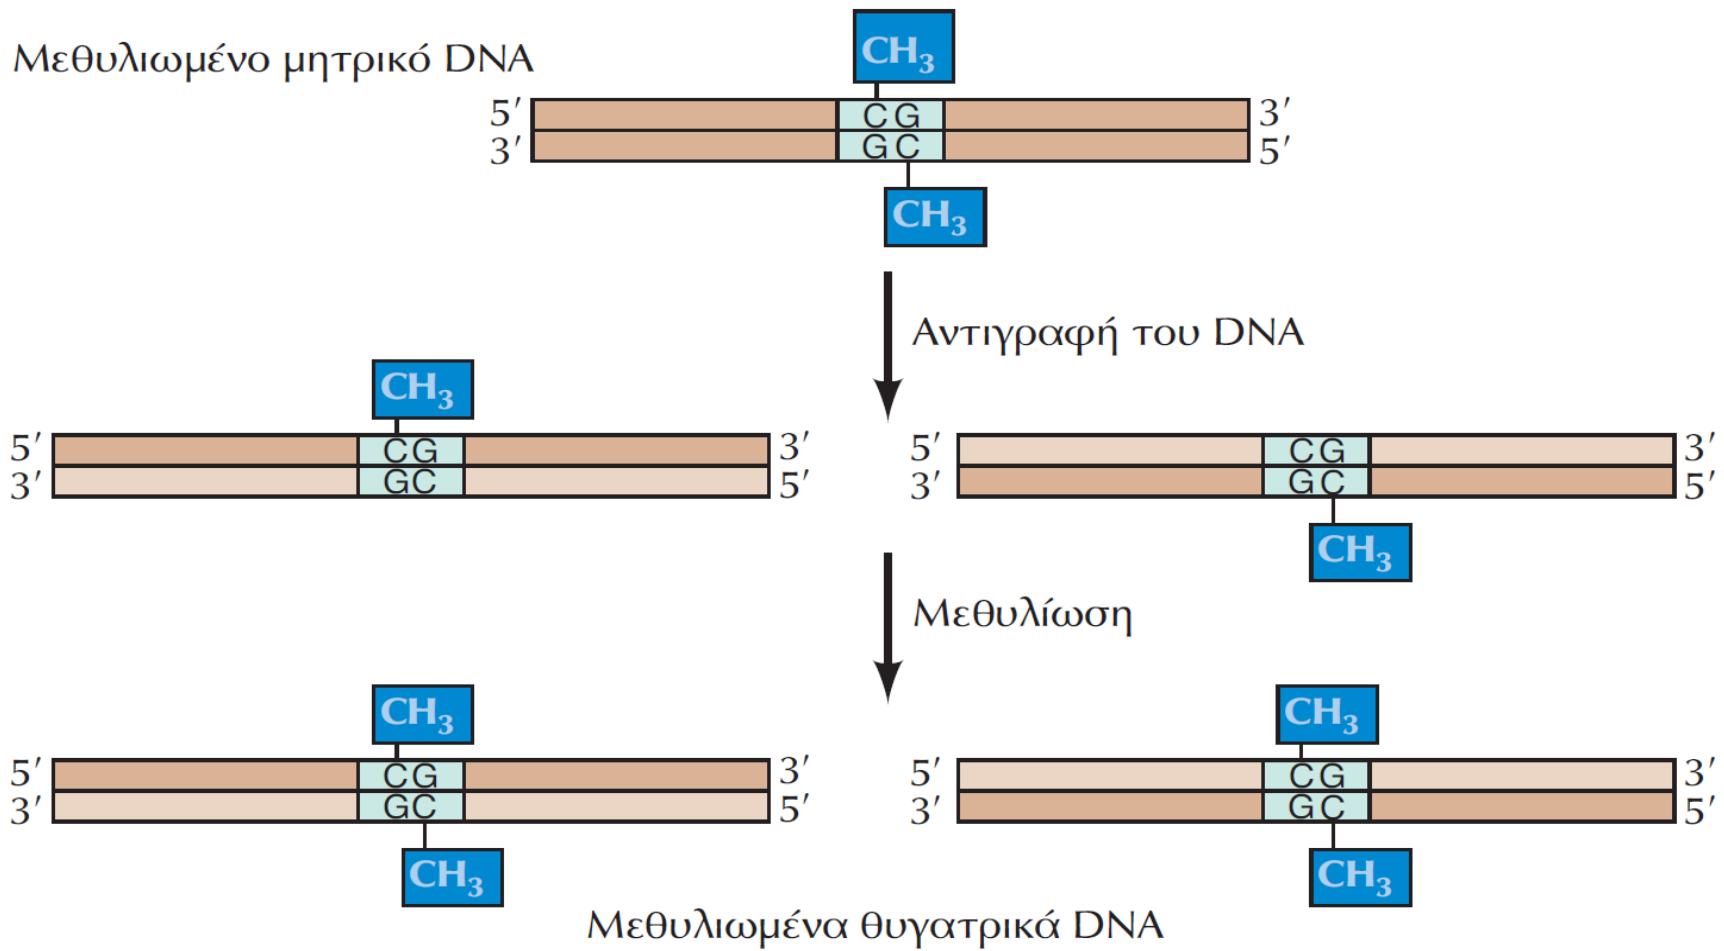 CH3
Μεθυλιωμένο μητρικό DNA
5′ CG 3′
3′ GC 5′
CH3
Αντιγραφή του DNA
CH3
5′ CG 3′ 5′ CG 3′
3′ GC 5′ 3′ GC 5′
CH3
Μεθυλίωση
CH3 CH3
5′ CG 3′ 5′ CG 3′
3′ GC 5′ 3′ GC 5′
CH3 CH3
Μεθυλιωμένα θυγατρικά DNA